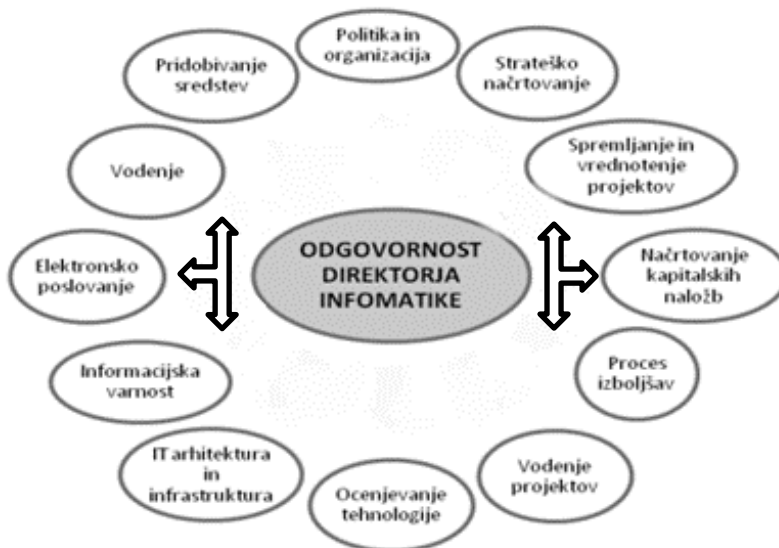 Politika in
organizacija
Strateško
načrtovanje
Spremljanje in
vrednotenje
projektov
Načrtovanje
kapitalskih
naložb
Proces
izboljšav
Vodenje
projektov
Ocenjevanje
tehnologije
IT arhitektura
in
infrastruktura
Informacijska
varnost
Elektronsko
poslovanje
Vodenje
Pridobivanje
sredstev
ODGOVORNOST
DIREKTORJA
INFOMATIKE